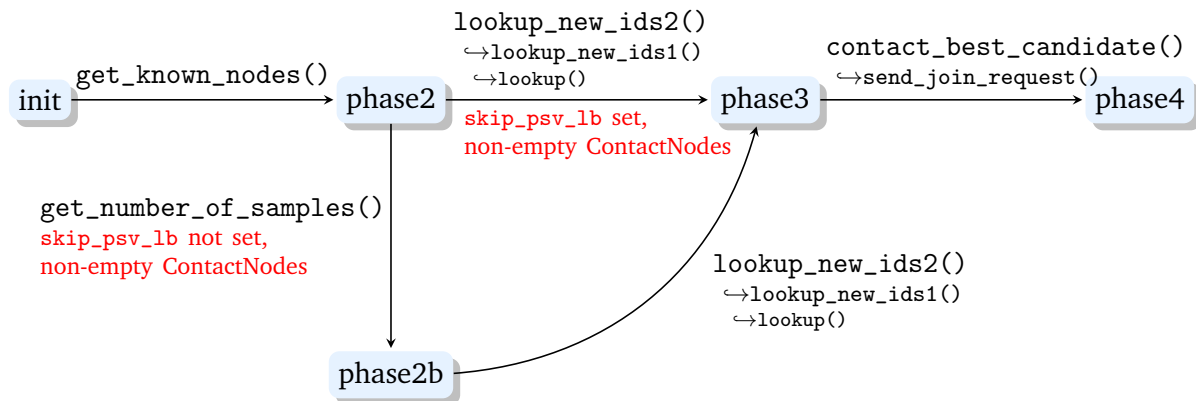 lookup_new_ids2()
↪lookup_new_ids1()
↪lookup()
contact_best_candidate()
↪send_join_request()
get_known_nodes()
init
phase2
phase3
phase4
skip_psv_lb set,
non-empty ContactNodes
get_number_of_samples()
skip_psv_lb not set,
non-empty ContactNodes
lookup_new_ids2()
↪lookup_new_ids1()
↪lookup()
phase2b